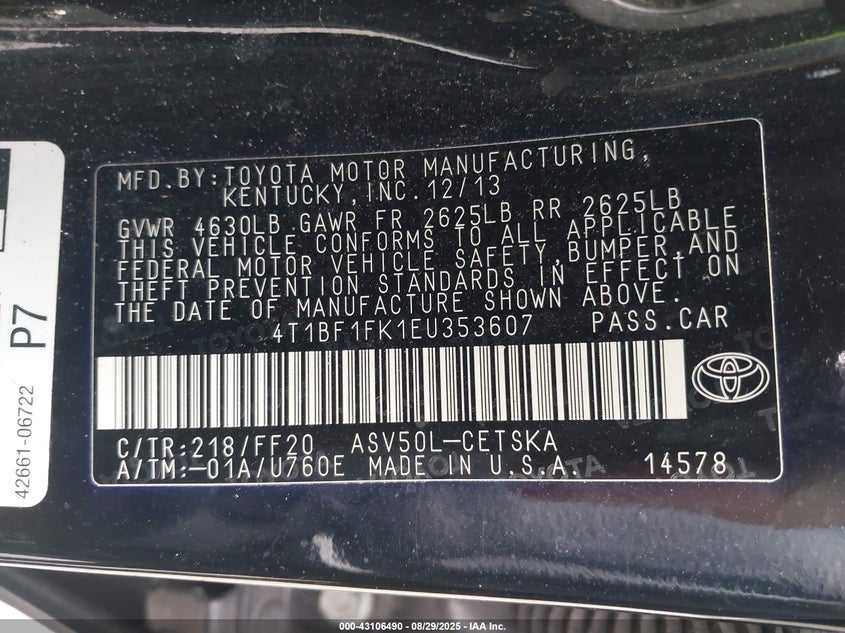 MFD.BY:TOYOTA MOTOR MANUFACTURING,
KENTUCKY,INC.12/13
GVWR 4630LB GAWR FR 2625LB RR 2625LB
THIS VEHICLE CONFORMS TO ALL APPLICABLE
FEDERAL MOTOR VEHICLE SAFETY,BUMPER,AND
THEFT PREVENTION STANDARDS IN EFFECT ON
THE DATE OF MANUFACTURE SHOWN ABOVE.
4T1BF1FK1EU353607 PASS.CAR
C/TR:218/FF20 ASV50L-CETSKA
A/TM:-01A/U760E MADE IN U.S.A. 14578
P7
42661-06722
000-43106490 - 08/29/2025 - IAA Inc.